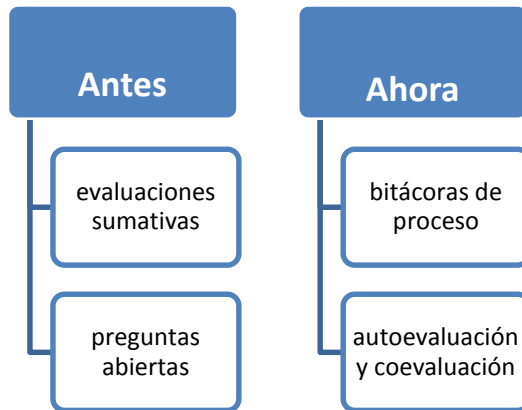 Antes
evaluaciones
sumativas
preguntas
abiertas
Ahora
bitácoras de
proceso
autoevaluación
y coevaluación